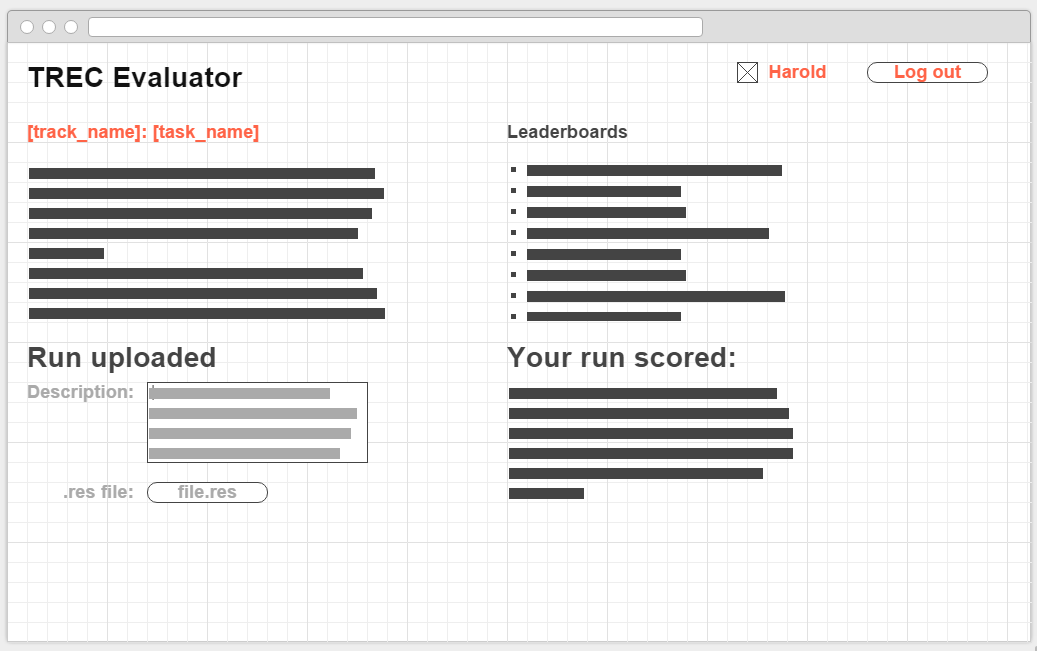 TREC Evaluator
Harold
Log out
[track_name]: [task_name]
Leaderboards
Run uploaded
Your run scored:
Description:
.res file:
file.res